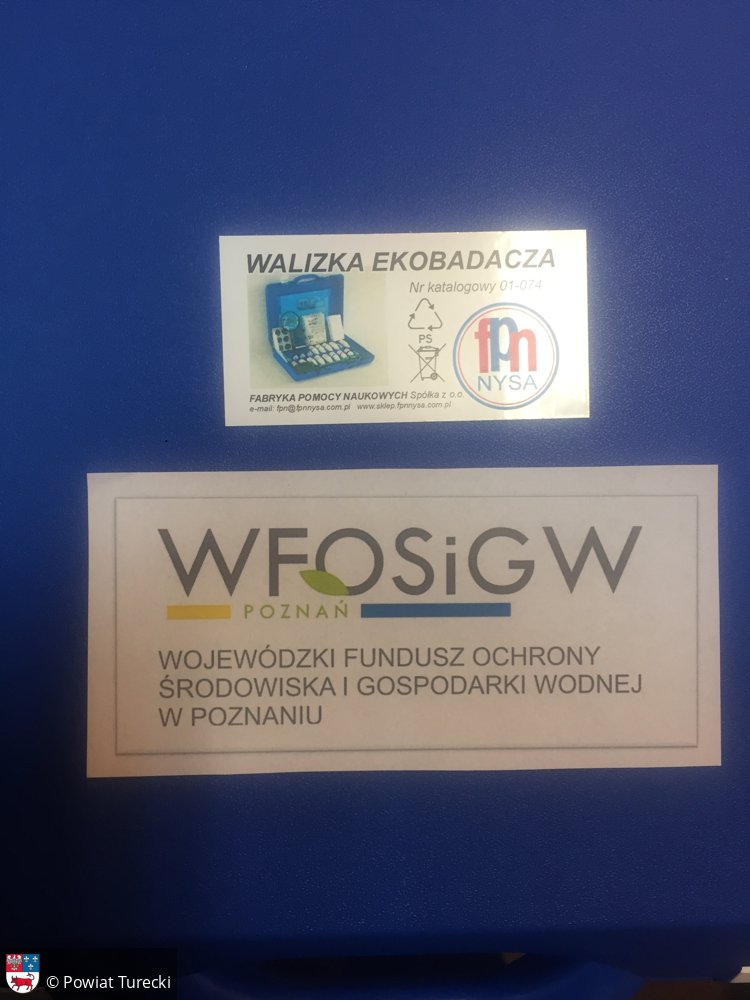 WALIZKA EKOBADACZA
Nr katalogowy 01-074
PS
fpn
NYSA
FABRYKA POMOCY NAUKOWYCH Spółka z o.o.
e-mail: fpn@fpnnysa.com.pl www.sklep.fpnnysa.com.pl
WFOSiGW
POZNAŃ
WOJEWÓDZKI FUNDUSZ OCHRONY
ŚRODOWISKA I GOSPODARKI WODNEJ
W POZNANIU
© Powiat Turecki